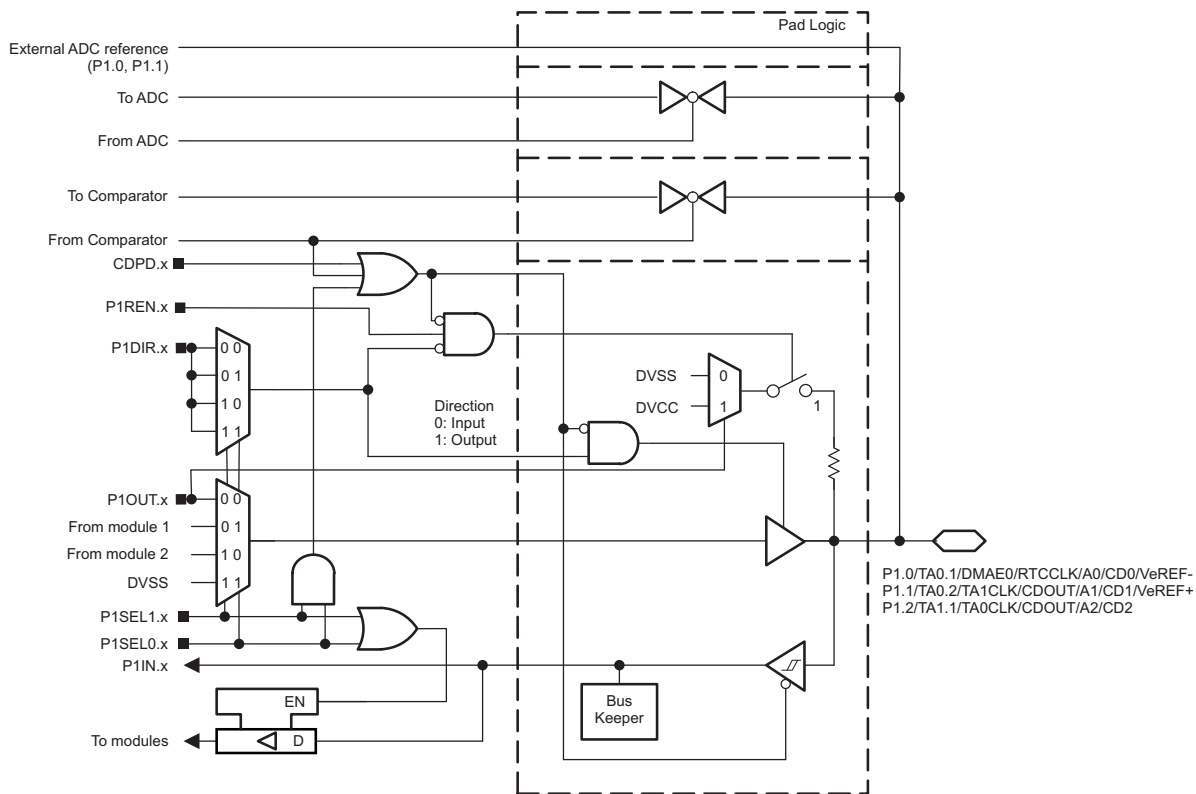 Pad Logic
External ADC reference
(P1.0, P1.1)
To ADC
From ADC
To Comparator
From Comparator
CDPD.x
P1REN.x
P1DIR.x
0 0
0 1
1 0
1 1
Direction
0: Input
1: Output
DVSS
0
DVCC
1
1
P1OUT.x
0 0
From module 1
0 1
From module 2
1 0
DVSS
1 1
P1SEL1.x
P1SEL0.x
P1IN.x
EN
To modules
D
Bus
Keeper
P1.0/TA0.1/DMAE0/RTCCLK/A0/CD0/VeREF-
P1.1/TA0.2/TA1CLK/CDOUT/A1/CD1/VeREF+
P1.2/TA1.1/TA0CLK/CDOUT/A2/CD2